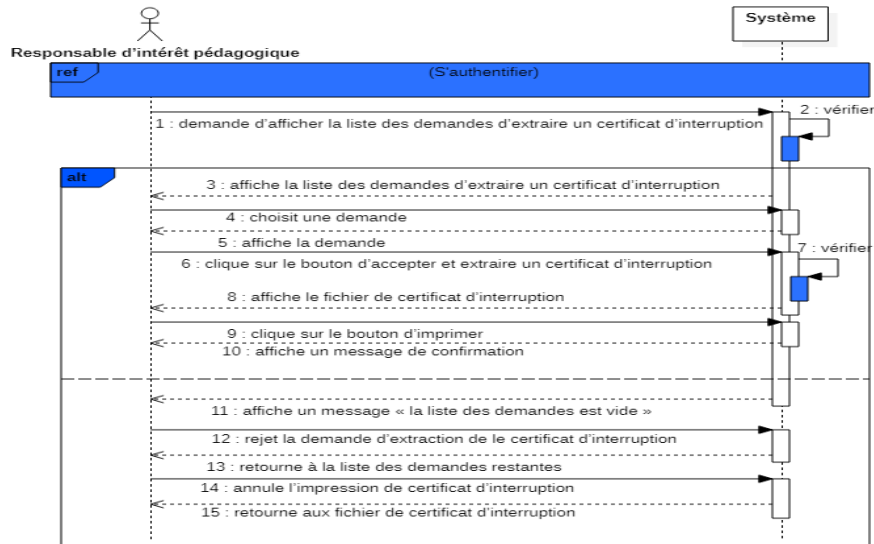 Système
Responsable d'intérêt pédagogique
ref
(S'authentifier)
2 : vérifier
1 : demande d'afficher la liste des demandes d'extraire un certificat d'interruption
alt
3 : affiche la liste des demandes d'extraire un certificat d'interruption
4 : choisit une demande
5 : affiche la demande
7 : vérifier
6 : clique sur le bouton d'accepter et extraire un certificat d'interruption
8 : affiche le fichier de certificat d'interruption
9 : clique sur le bouton d'imprimer
10 : affiche un message de confirmation
11 : affiche un message « la liste des demandes est vide »
12 : rejet la demande d'extraction de le certificat d'interruption
13 : retourne à la liste des demandes restantes
14 : annule l'impression de certificat d'interruption
15 : retourne aux fichier de certificat d'interruption